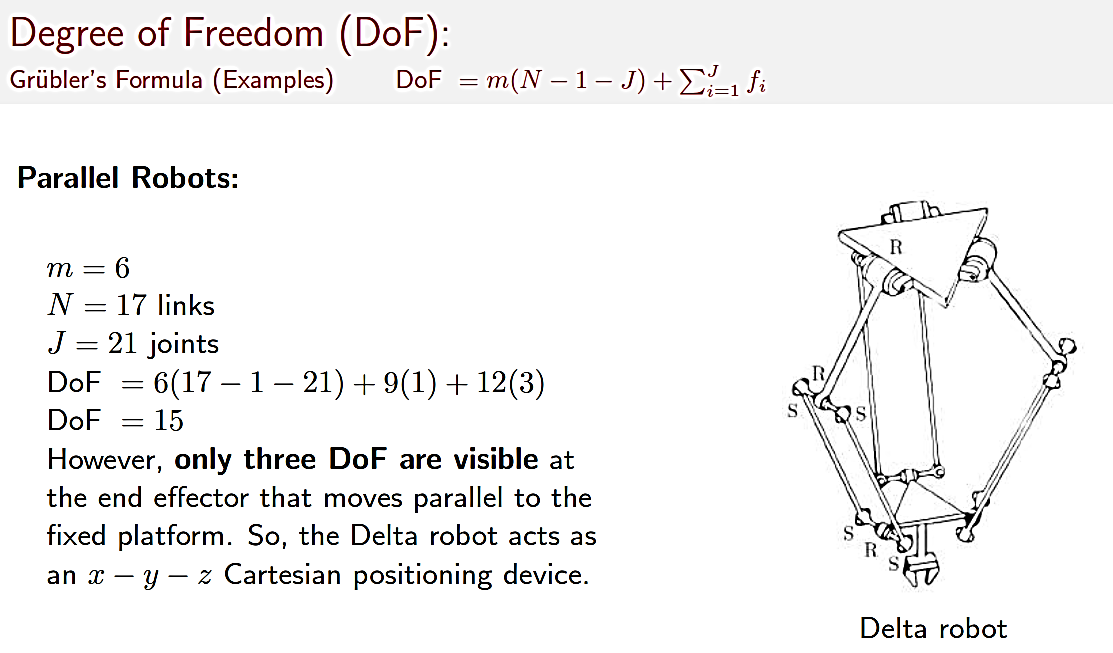 Degree of Freedom (DoF):
Grübler's Formula (Examples) DoF = m(N − 1 − J) + ∑_{i=1}^{J} f_i
Parallel Robots:
m = 6
N = 17 links
J = 21 joints
DoF = 6(17 − 1 − 21) + 9(1) + 12(3)
DoF = 15
However, only three DoF are visible at
the end effector that moves parallel to the
fixed platform. So, the Delta robot acts as
an x − y − z Cartesian positioning device.
R
R
S
S
S
R
S
Delta robot